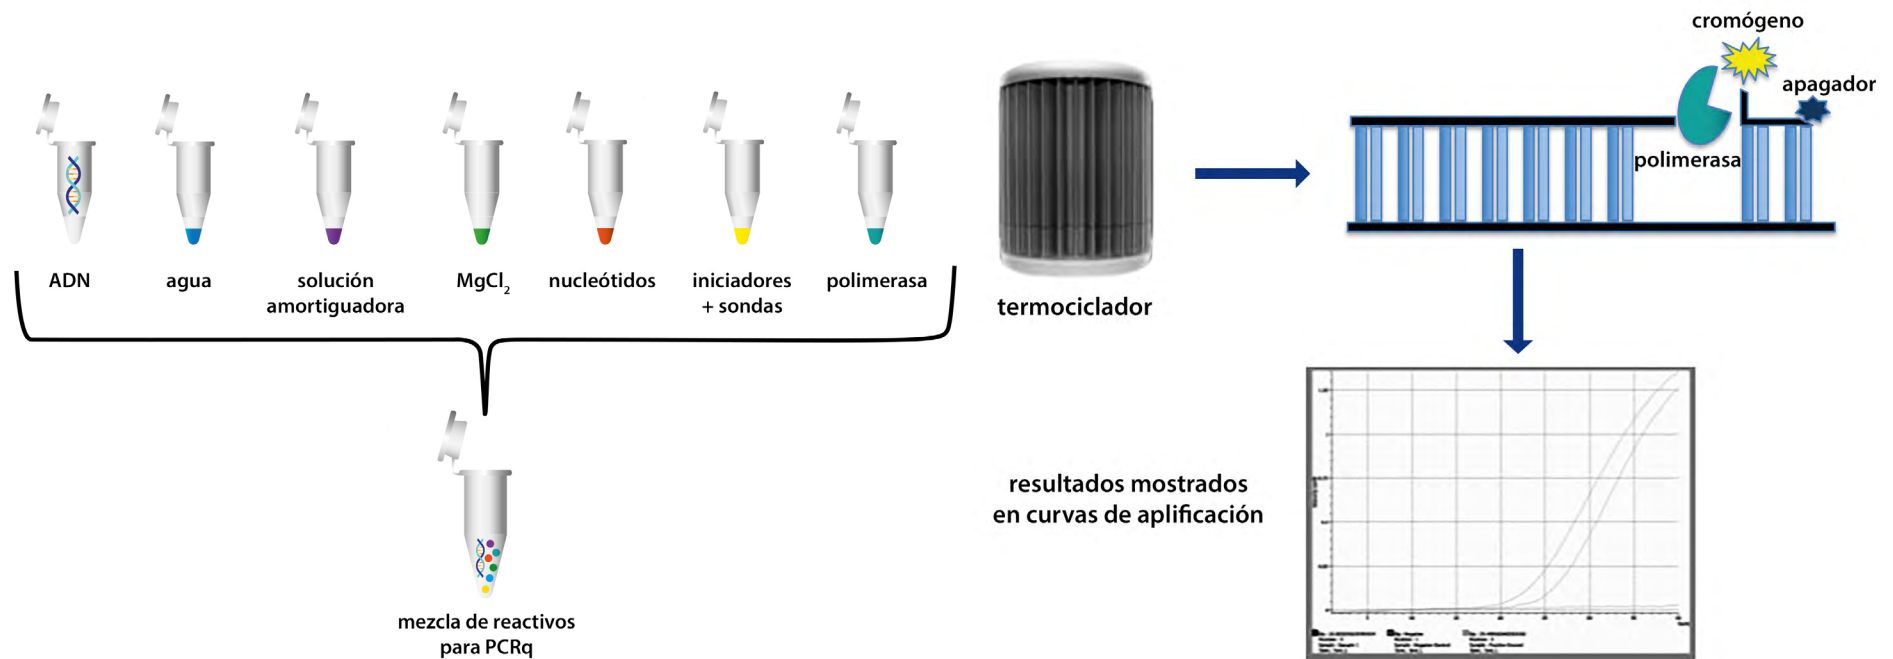 cromógeno
apagador
polimerasa
ADN
agua
solución
amortiguadora
MgCl₂
nucleótidos
iniciadores
+ sondas
polimerasa
termociclador
resultados mostrados
en curvas de aplificación
mezcla de reactivos
para PCRq